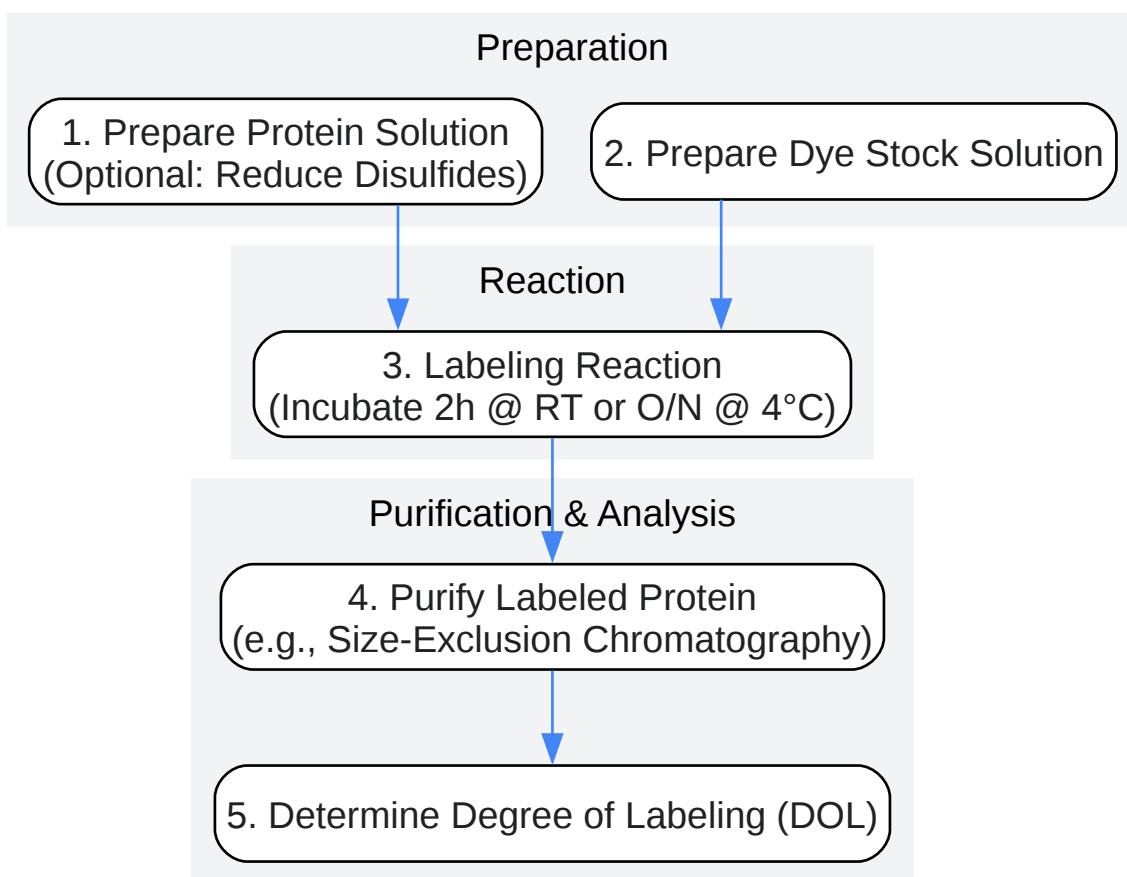 Preparation
1. Prepare Protein Solution
(Optional: Reduce Disulfides)
2. Prepare Dye Stock Solution
Reaction
3. Labeling Reaction
(Incubate 2h @ RT or O/N @ 4°C)
Purification & Analysis
4. Purify Labeled Protein
(e.g., Size-Exclusion Chromatography)
5. Determine Degree of Labeling (DOL)